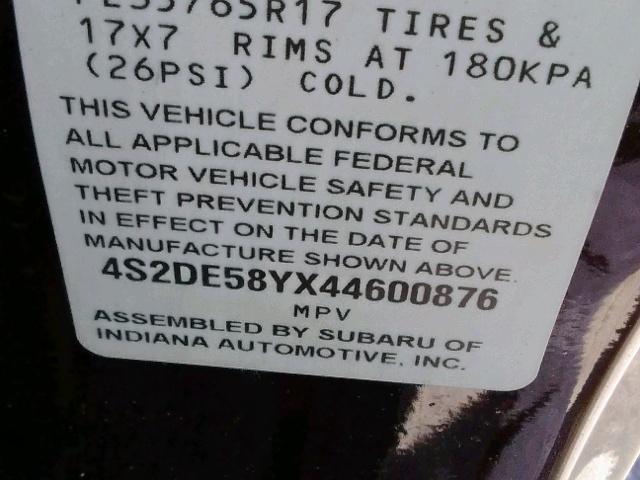 TIRES &
17X7 RIMS AT 180KPA
(26PSI) COLD.
THIS VEHICLE CONFORMS TO
ALL APPLICABLE FEDERAL
MOTOR VEHICLE SAFETY AND
THEFT PREVENTION STANDARDS
IN EFFECT ON THE DATE OF
MANUFACTURE SHOWN ABOVE.
4S2DE58YX44600876
MPV
ASSEMBLED BY SUBARU OF
INDIANA AUTOMOTIVE, INC.